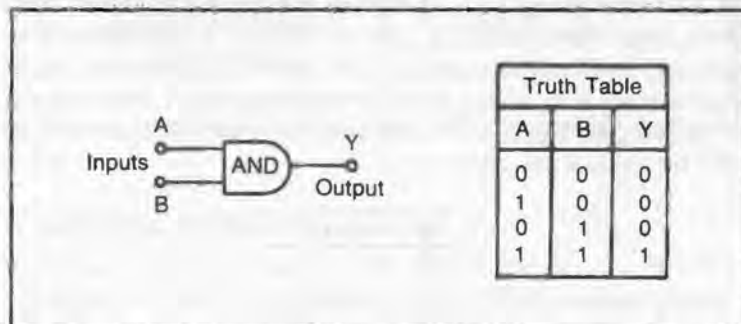 A
Inputs
B
AND
Y
Output
Truth Table
A B Y
0 0 0
1 0 0
0 1 0
1 1 1